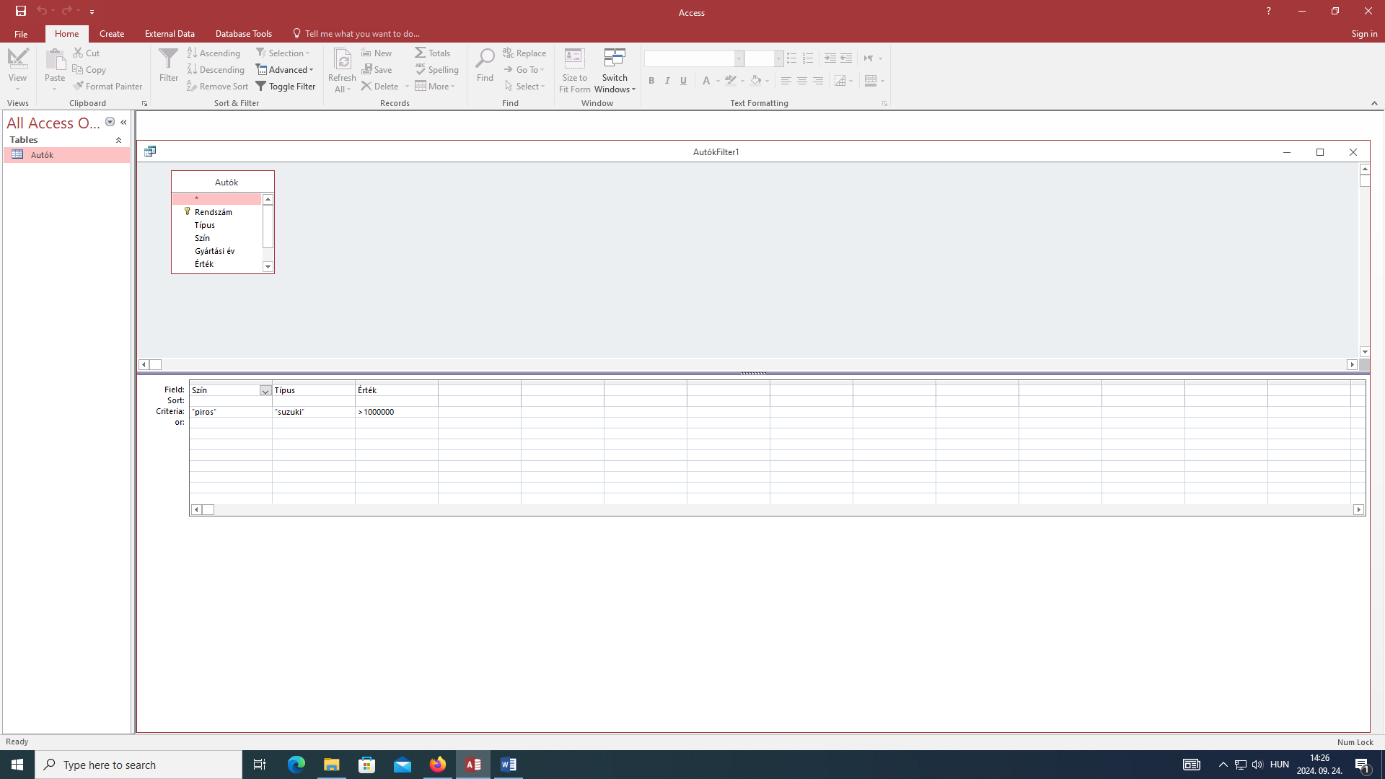 Access
?
File Home Create External Data Database Tools Tell me what you want to do... Sign in
View
Views
Paste
Cut
Copy
Format Painter
Clipboard
Filter
Ascending
Descending
Remove Sort
Selection
Advanced
Toggle Filter
Sort & Filter
Refresh
All
New
Save
Delete
Totals
Spelling
More
Records
Find
Replace
Go To
Select
Find
Size to
Fit Form
Switch
Windows
Window
B I U A
Text Formatting
All Access O...
Tables
Autók
AutókFilter1
Autók
*
Rendszám
Típus
Szín
Gyártási év
Érték
Field: Szín Típus Érték
Sort:
Criteria: "piros" "suzuki" >1000000
or:
Ready
Num Lock
Type here to search
HUN
14:26
2024. 09. 24.
1